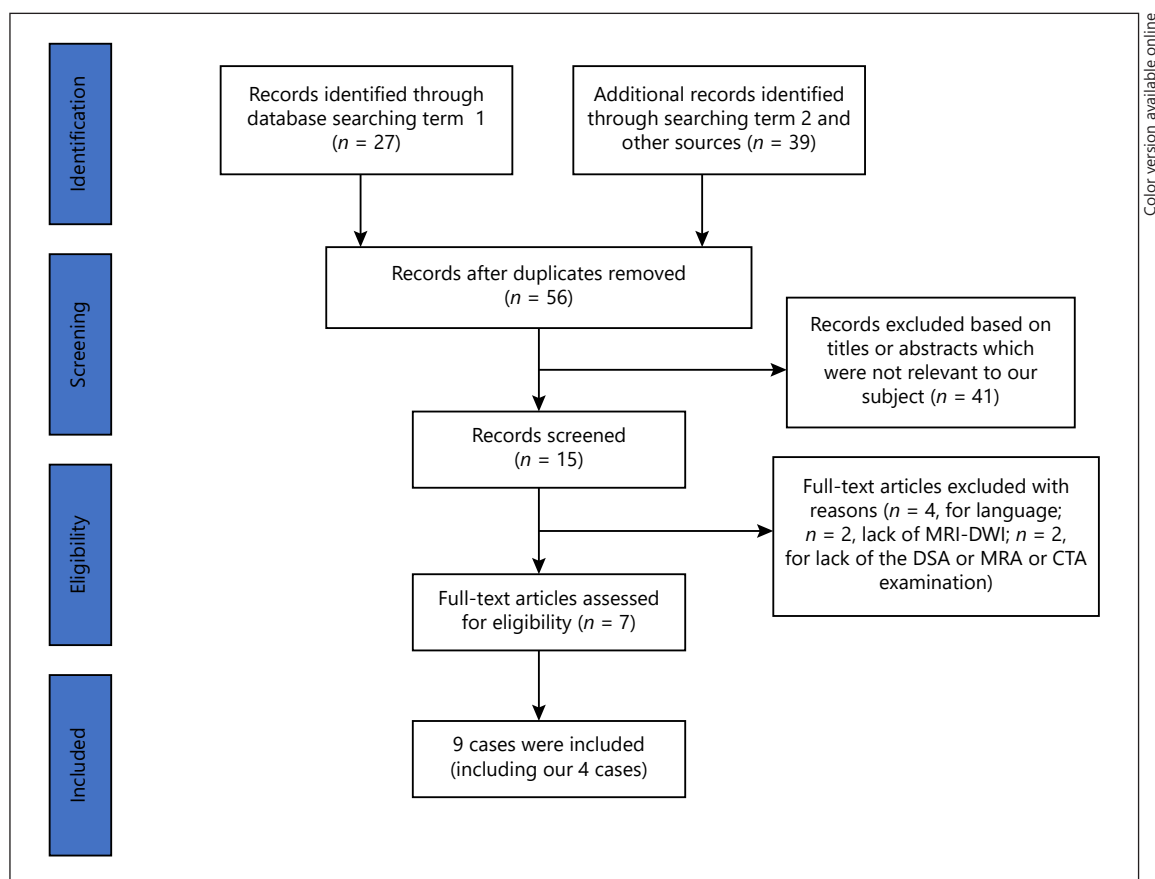 Identification
Records identified through
database searching term 1
(n = 27)
Additional records identified
through searching term 2 and
other sources (n = 39)
Color version available online
Screening
Records after duplicates removed
(n = 56)
Records excluded based on
titles or abstracts which
were not relevant to our
subject (n = 41)
Records screened
(n = 15)
Eligibility
Full-text articles excluded with
reasons (n = 4, for language;
n = 2, lack of MRI-DWI; n = 2,
for lack of the DSA or MRA or CTA
examination)
Full-text articles assessed
for eligibility (n = 7)
Included
9 cases were included
(including our 4 cases)